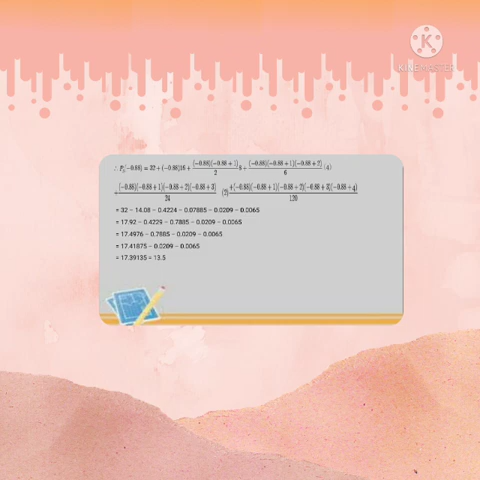 KINEMASTER
∴ P₅(−0.88) = 32 + (−0.88)16 + (−0.88)(−0.88 + 1)/2 8 + (−0.88)(−0.88 + 1)(−0.88 + 2)/6 (4)
(−0.88)(−0.88 + 1)(−0.88 + 2)(−0.88 + 3)/24 (2) +(−0.88)(−0.88 + 1)(−0.88 + 2)(−0.88 + 3)(−0.88 + 4)/120
= 32 − 14.08 − 0.4224 − 0.07885 − 0.0209 − 0.0065
= 17.92 − 0.4229 − 0.7885 − 0.0209 − 0.0065
= 17.4976 − 0.7885 − 0.0209 − 0.0065
= 17.41875 − 0.0209 − 0.0065
= 17.39135 = 13.5